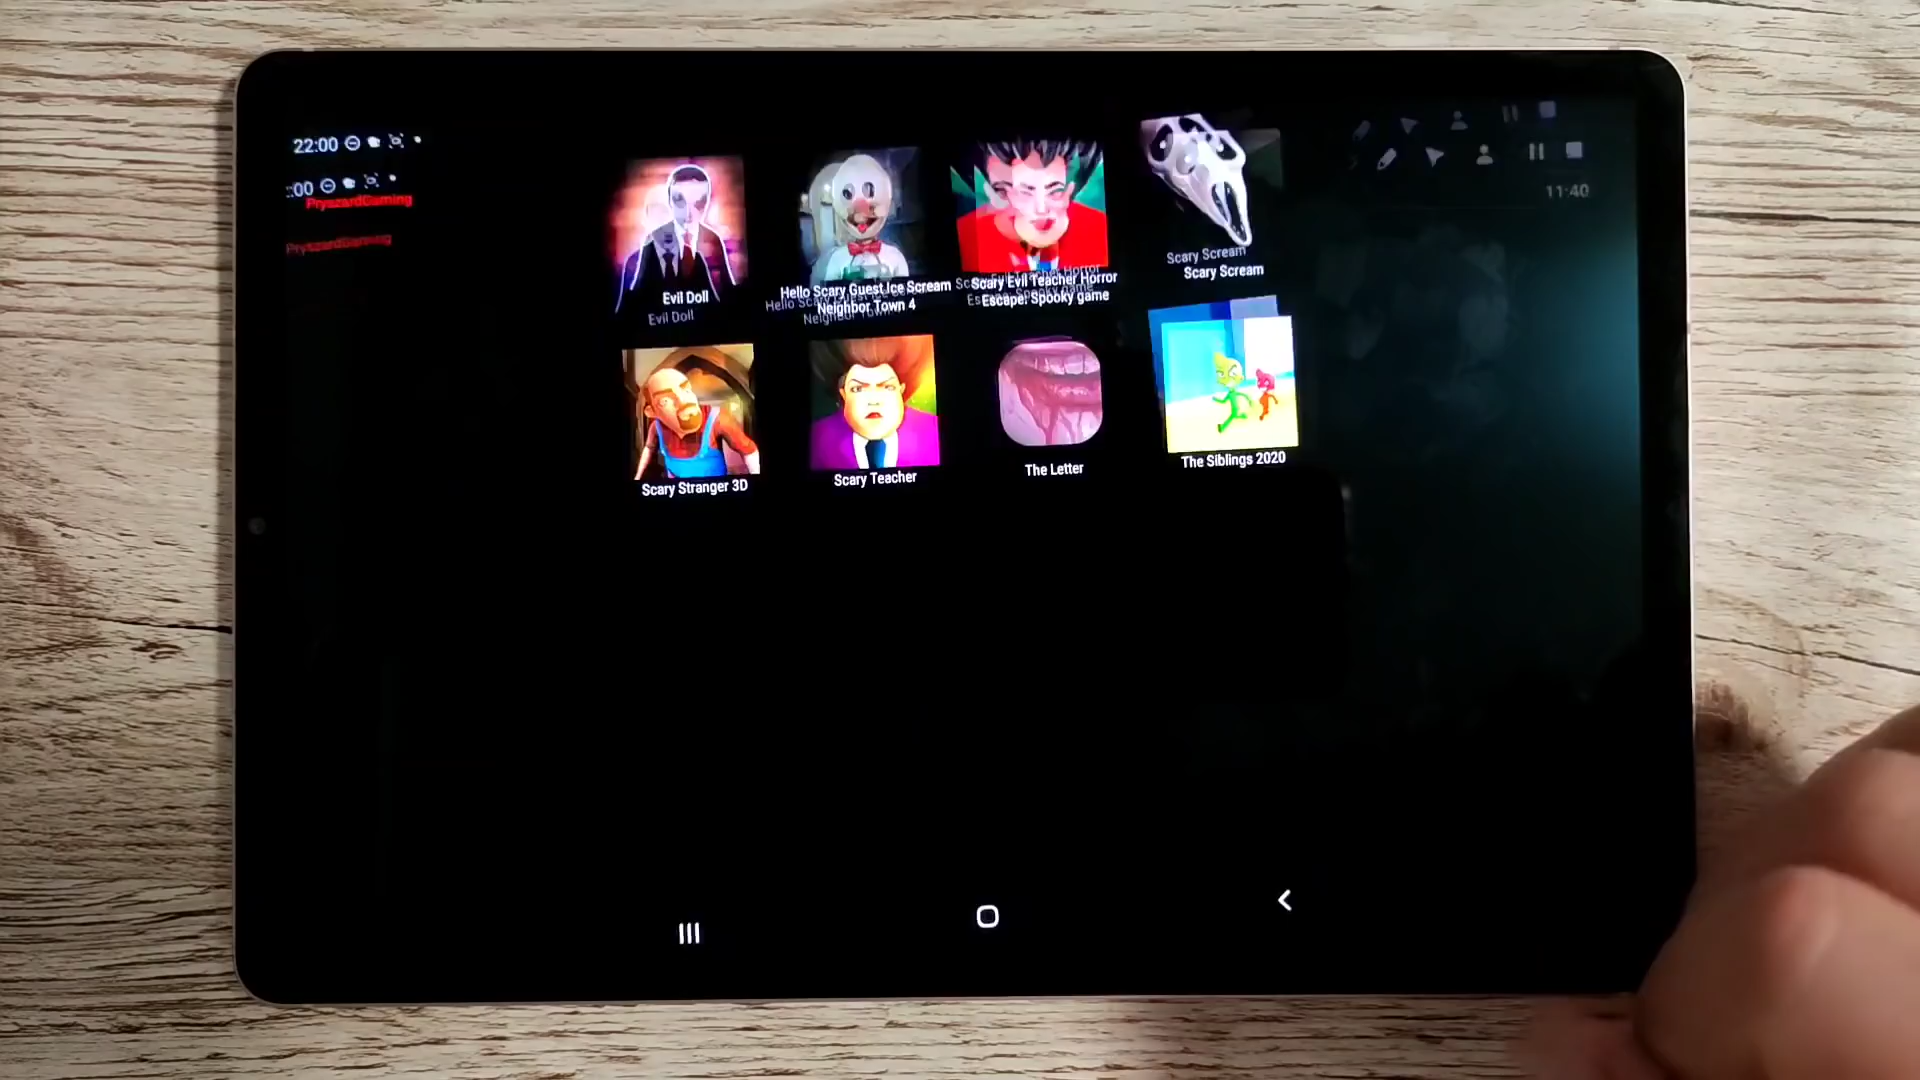 22:00
:00
PryszardGaming
PryszardGaming
11:40
Evil Doll
Evil Doll
Hello Scary Guest Ice Scream
Neighbor Town 4
Scary Evil Teacher Horror
Escape: Spooky game
Scary Scream
Scary Scream
Scary Stranger 3D
Scary Teacher
The Letter
The Siblings 2020